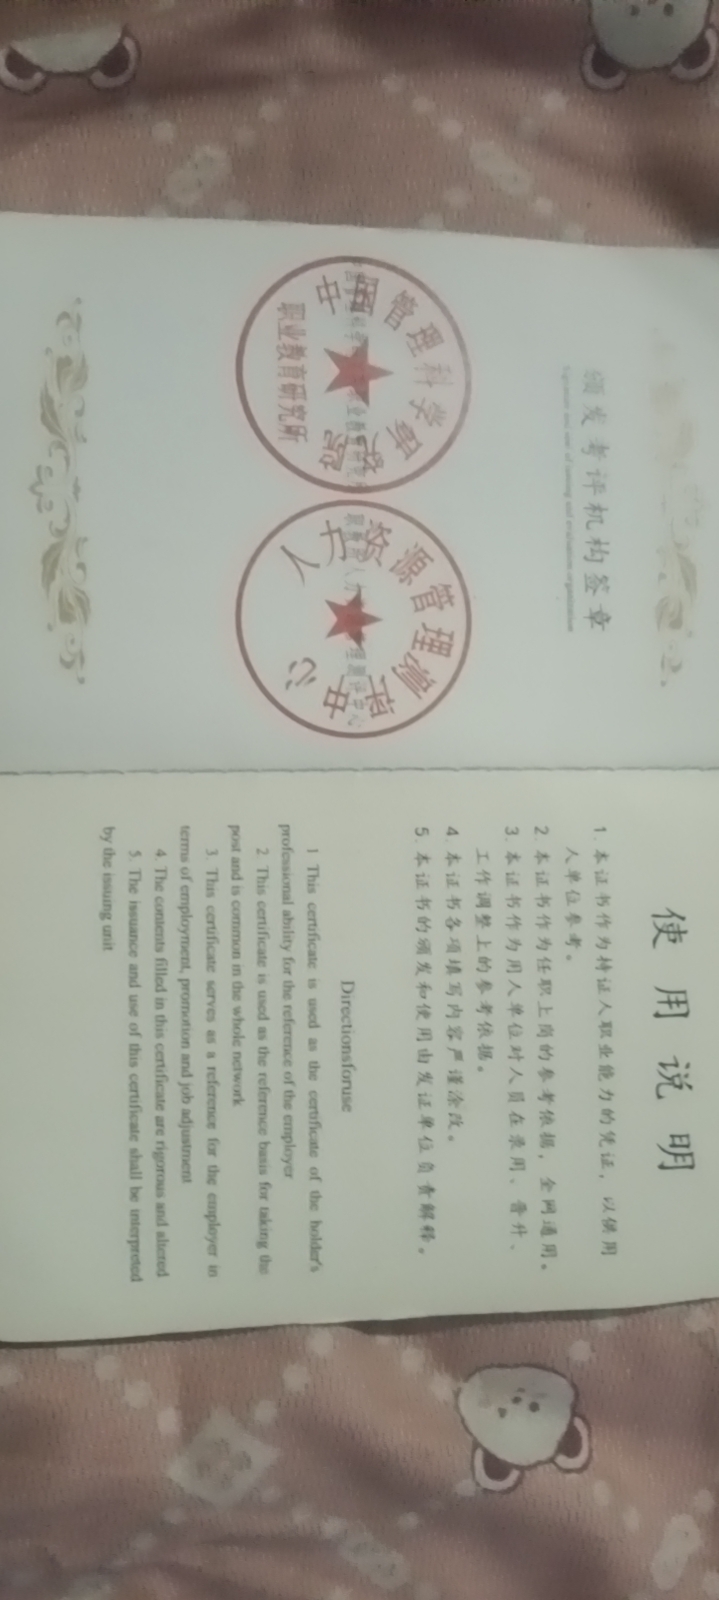 颁发考评机构签章
中国管理科学研究院
职业教育研究所
人力资源管理测评中心
使用说明
1. 本证书作为持证人职业能力的凭证，以供用
人单位参考。
2 本证书作为任职上岗的参考依据，全网通用。
3. 本证书作为用人单位对人员在录用、晋升、
工作调整上的参考依据。
4. 本证书各项填写内容严谨涂改。
5. 本证书的颁发和使用由发证单位负责解释。
Directionsforuse
1 This certificate is used as the certificate of the holder's
professional ability for the reference of the employer
2. This certificate is used as the reference basis for taking the
post and is common in the whole network
3. This certificate serves as a reference for the employer in
terms of employment, promotion and job adjustment
4. The contents filled in this certificate are rigorous and altered
5. The issuance and use of this certificate shall be interpreted
by the issuing unit